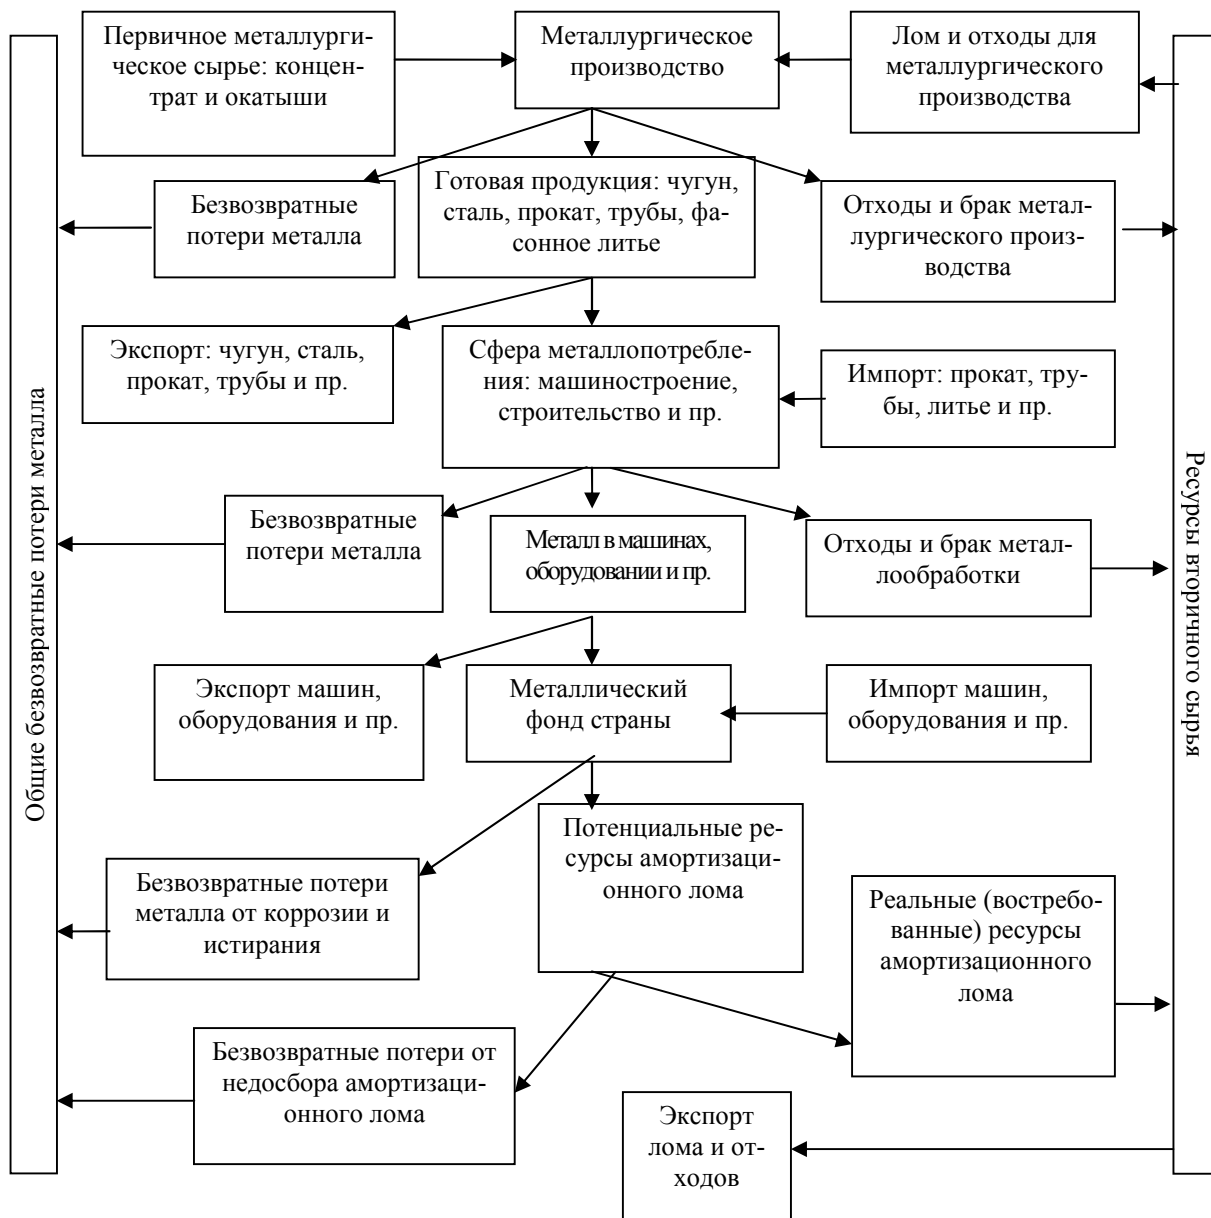 Первичное металлурги-
ческое сырье: концен-
трат и окатыши
Металлургическое
производство
Лом и отходы для
металлургического
производства
Безвозвратные
потери металла
Готовая продукция: чугун,
сталь, прокат, трубы, фа-
сонное литье
Отходы и брак метал-
лургического произ-
водства
Экспорт: чугун, сталь,
прокат, трубы и пр.
Сфера металлопотребле-
ния: машиностроение,
строительство и пр.
Импорт: прокат, тру-
бы, литье и пр.
Общие безвозвратные потери металла
Ресурсы вторичного сырья
Безвозвратные
потери металла
Металл в машинах,
оборудовании и пр.
Отходы и брак метал-
лообработки
Экспорт машин,
оборудования и пр.
Металлический
фонд страны
Импорт машин,
оборудования и пр.
Потенциальные ре-
сурсы амортизаци-
онного лома
Безвозвратные потери
металла от коррозии и
истирания
Реальные (востребо-
ванные) ресурсы
амортизационного
лома
Безвозвратные потери от
недосбора амортизаци-
онного лома
Экспорт
лома и от-
ходов